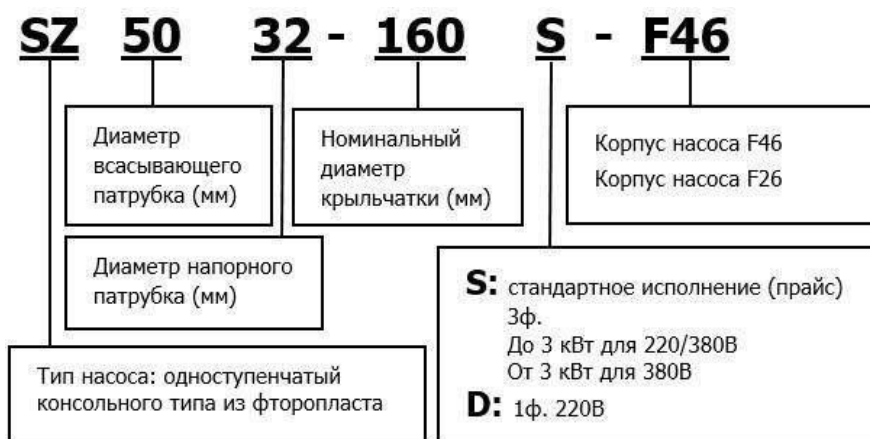 SZ 50 32 - 160 S - F46
Диаметр
всасывающего
патрубка (мм)
Номинальный
диаметр
крыльчатки (мм)
Корпус насоса F46
Корпус насоса F26
Диаметр напорного
патрубка (мм)
S: стандартное исполнение (прайс)
3ф.
До 3 кВт для 220/380В
От 3 кВт для 380В
D: 1ф. 220В
Тип насоса: одноступенчатый
консольного типа из фторопласта